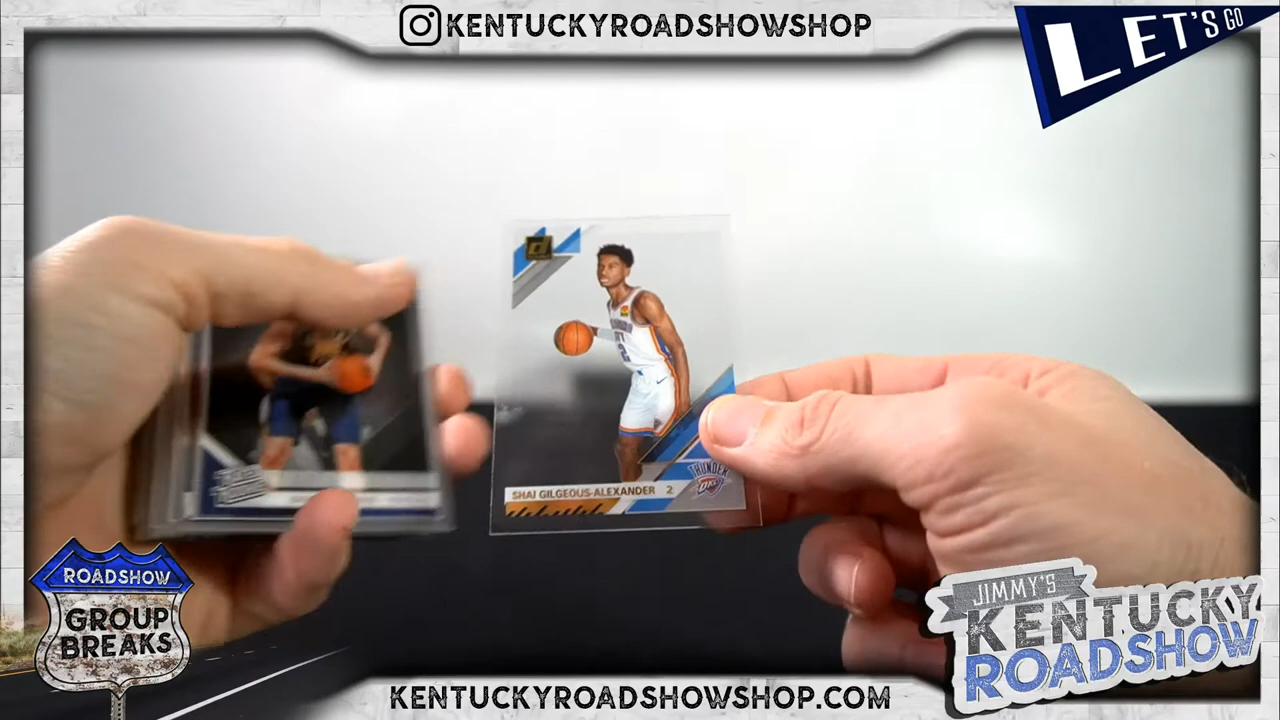 KENTUCKYROADSHOWSHOP
LET'S GO
d
THUNDER
OKC
SHAI GILGEOUS-ALEXANDER 2
ROADSHOW
GROUP
BREAKS
JIMMY'S
KENTUCKY
ROADSHOW
KENTUCKYROADSHOWSHOP.COM